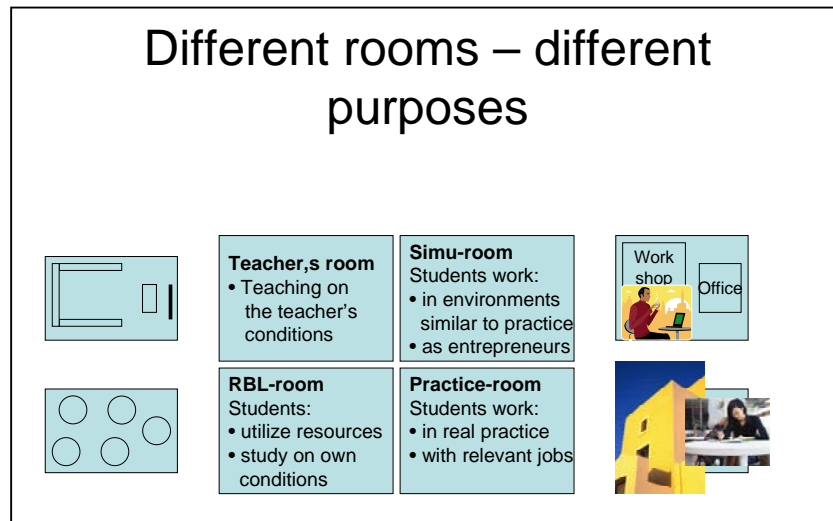 Different rooms – different
purposes
Teacher,s room
• Teaching on
the teacher’s
conditions
Simu-room
Students work:
• in environments
similar to practice
• as entrepreneurs
Work
shop
Office
RBL-room
Students:
• utilize resources
• study on own
conditions
Practice-room
Students work:
• in real practice
• with relevant jobs